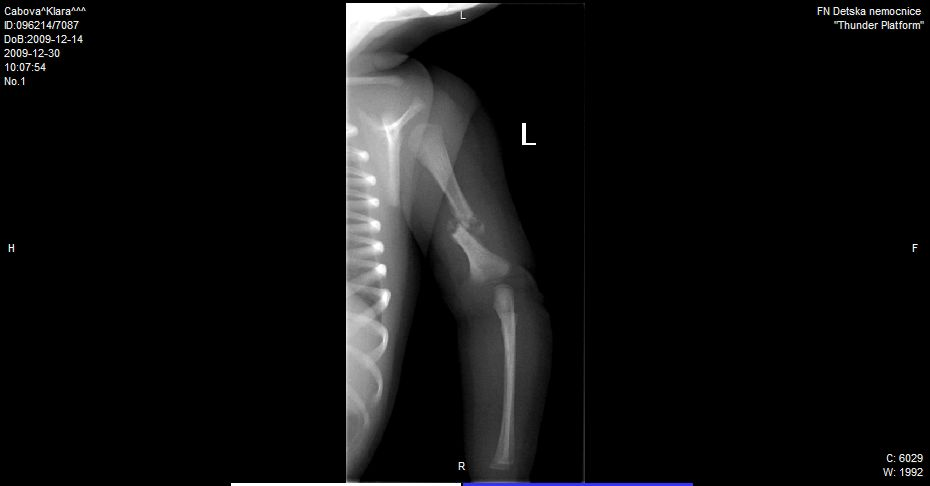 Cabova^Klara^^^
ID:096214/7087
DoB:2009-12-14
2009-12-30
10:07:54
No.1
FN Detska nemocnice
"Thunder Platform"
L
L
H
F
R
C: 6029
W: 1992